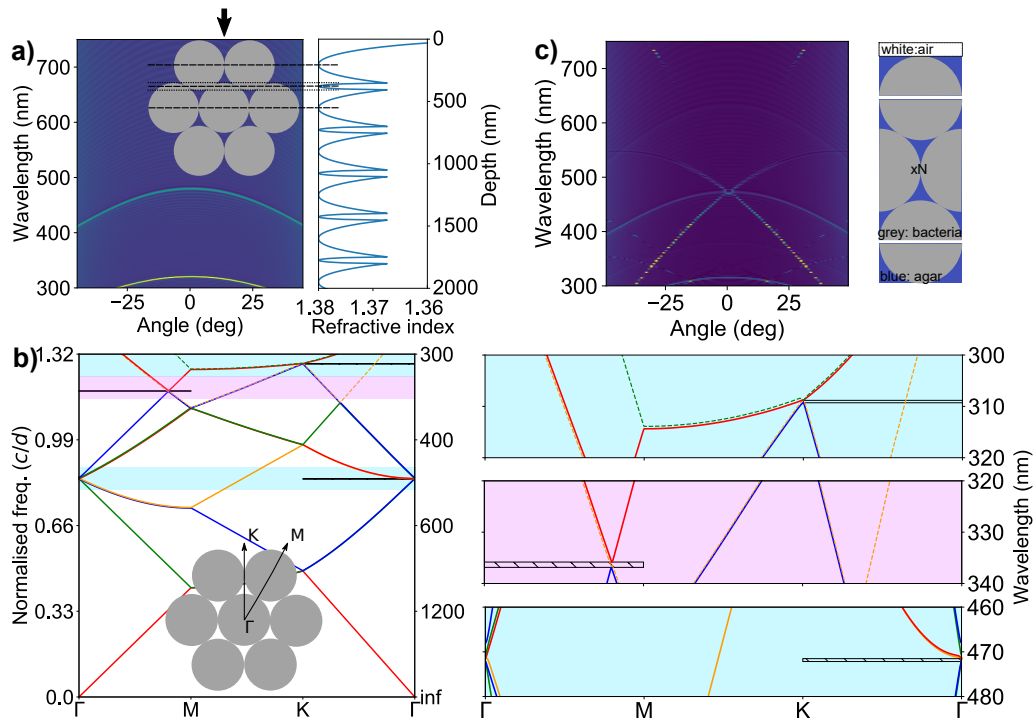 a)
Wavelength (nm)
700
600
500
400
300
−25
0
25
Angle (deg)
0
500
1000
1500
2000
Depth (nm)
1.38
1.37
1.36
Refractive index
c)
Wavelength (nm)
700
600
500
400
300
−25
0
25
Angle (deg)
white:air
xN
grey: bacteria
blue: agar
b)
Normalised freq. (c/d)
1.32
0.99
0.66
0.33
0.0
300
400
600
1200
inf
K
M
Γ
Γ
M
K
Γ
300
310
320
320
330
340
460
470
480
Wavelength (nm)
Γ
M
K
Γ